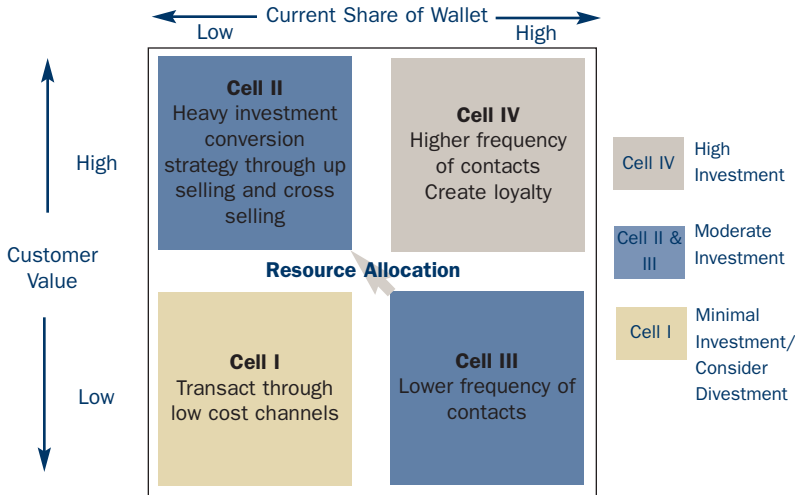 Current Share of Wallet
Low
High
High
Customer
Value
Low
Cell II
Heavy investment
conversion
strategy through up
selling and cross
selling
Cell IV
Higher frequency
of contacts
Create loyalty
Resource Allocation
Cell I
Transact through
low cost channels
Cell III
Lower frequency of
contacts
Cell IV
High
Investment
Cell II &
III
Moderate
Investment
Cell I
Minimal
Investment/
Consider
Divestment